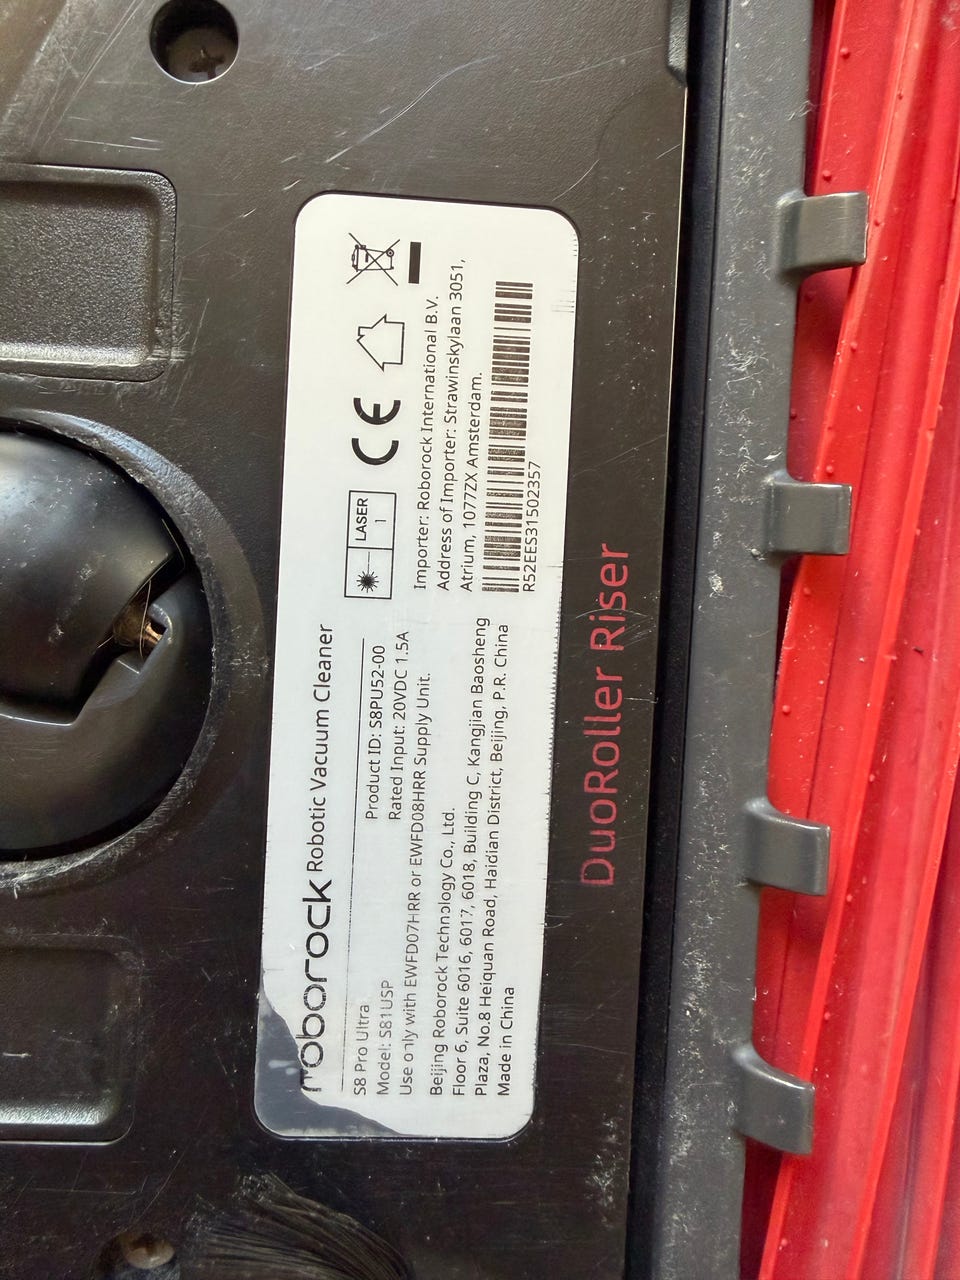 roborock Robotic Vacuum Cleaner
S8 Pro Ultra
Product ID: S8PU52-00
Model: S81USP
Rated Input: 20VDC 1.5A
Use only with EWFD07HRR or EWFD08HRR Supply Unit.
Beijing Roborock Technology Co., Ltd.
Floor 6, Suite 6016, 6017, 6018, Building C, Kangjian Baosheng
Plaza, No.8 Heiquan Road, Haidian District, Beijing, P.R. China
Made in China
LASER
1
CE
Importer: Roborock International B.V.
Address of Importer: Strawinskylaan 3051,
Atrium, 1077ZX Amsterdam.
R52EES31502357
DuoRoller Riser